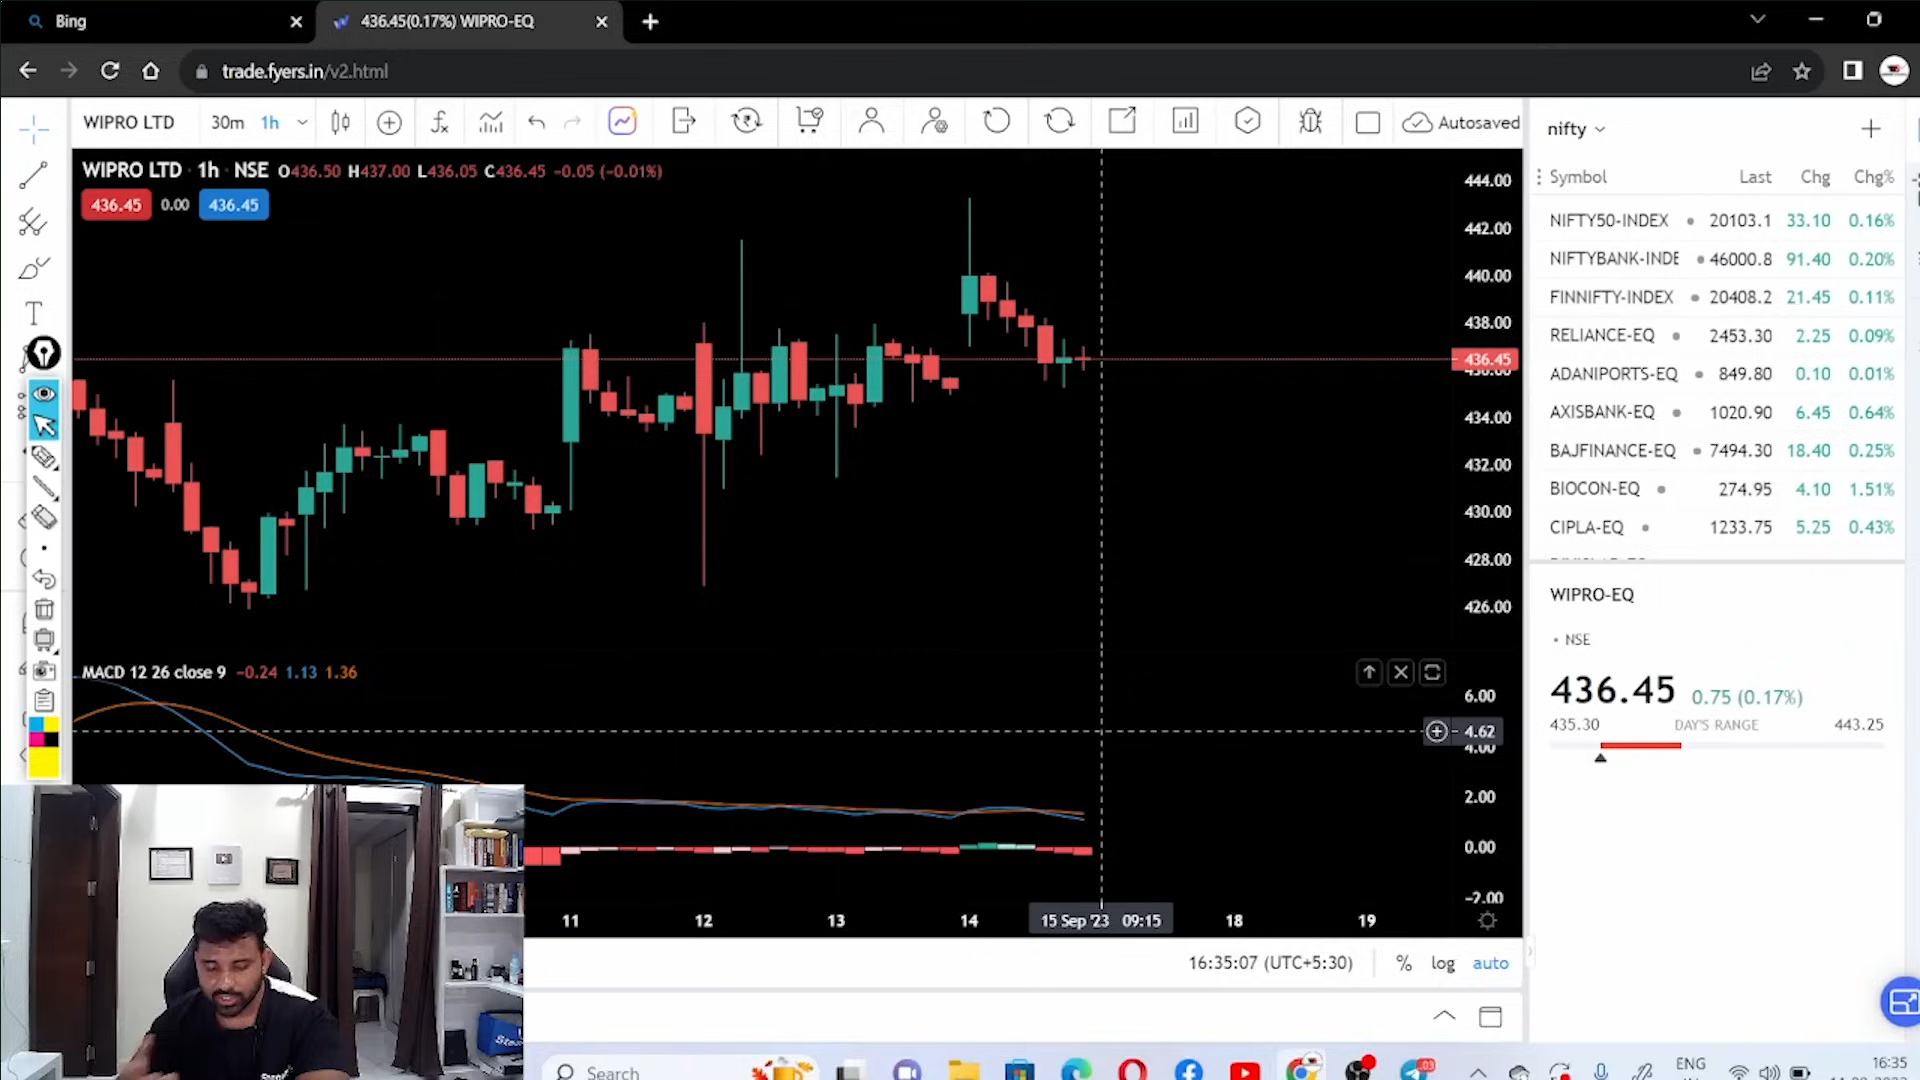 Bing
436.45(0.17%) WIPRO-EQ
trade.fyers.in/v2.html
WIPRO LTD 30m 1h
Autosaved
nifty
WIPRO LTD · 1h · NSE O436.50 H437.00 L436.05 C436.45 −0.05 (−0.01%)
436.45 0.00 436.45
Symbol Last Chg Chg%
NIFTY50-INDEX 20103.1 33.10 0.16%
NIFTYBANK-INDE 46000.8 91.40 0.20%
FINNIFTY-INDEX 20408.2 21.45 0.11%
RELIANCE-EQ 2453.30 2.25 0.09%
ADANIPORTS-EQ 849.80 0.10 0.01%
AXISBANK-EQ 1020.90 6.45 0.64%
BAJFINANCE-EQ 7494.30 18.40 0.25%
BIOCON-EQ 274.95 4.10 1.51%
CIPLA-EQ 1233.75 5.25 0.43%
444.00
442.00
440.00
438.00
436.45
436.00
434.00
432.00
430.00
428.00
426.00
WIPRO-EQ
• NSE
436.45 0.75 (0.17%)
435.30 DAY'S RANGE 443.25
MACD 12 26 close 9 −0.24 1.13 1.36
6.00
4.62
4.00
2.00
0.00
−2.00
11 12 13 14 15 Sep '23 09:15 18 19
16:35:07 (UTC+5:30) % log auto
Search
03
ENG
16:35